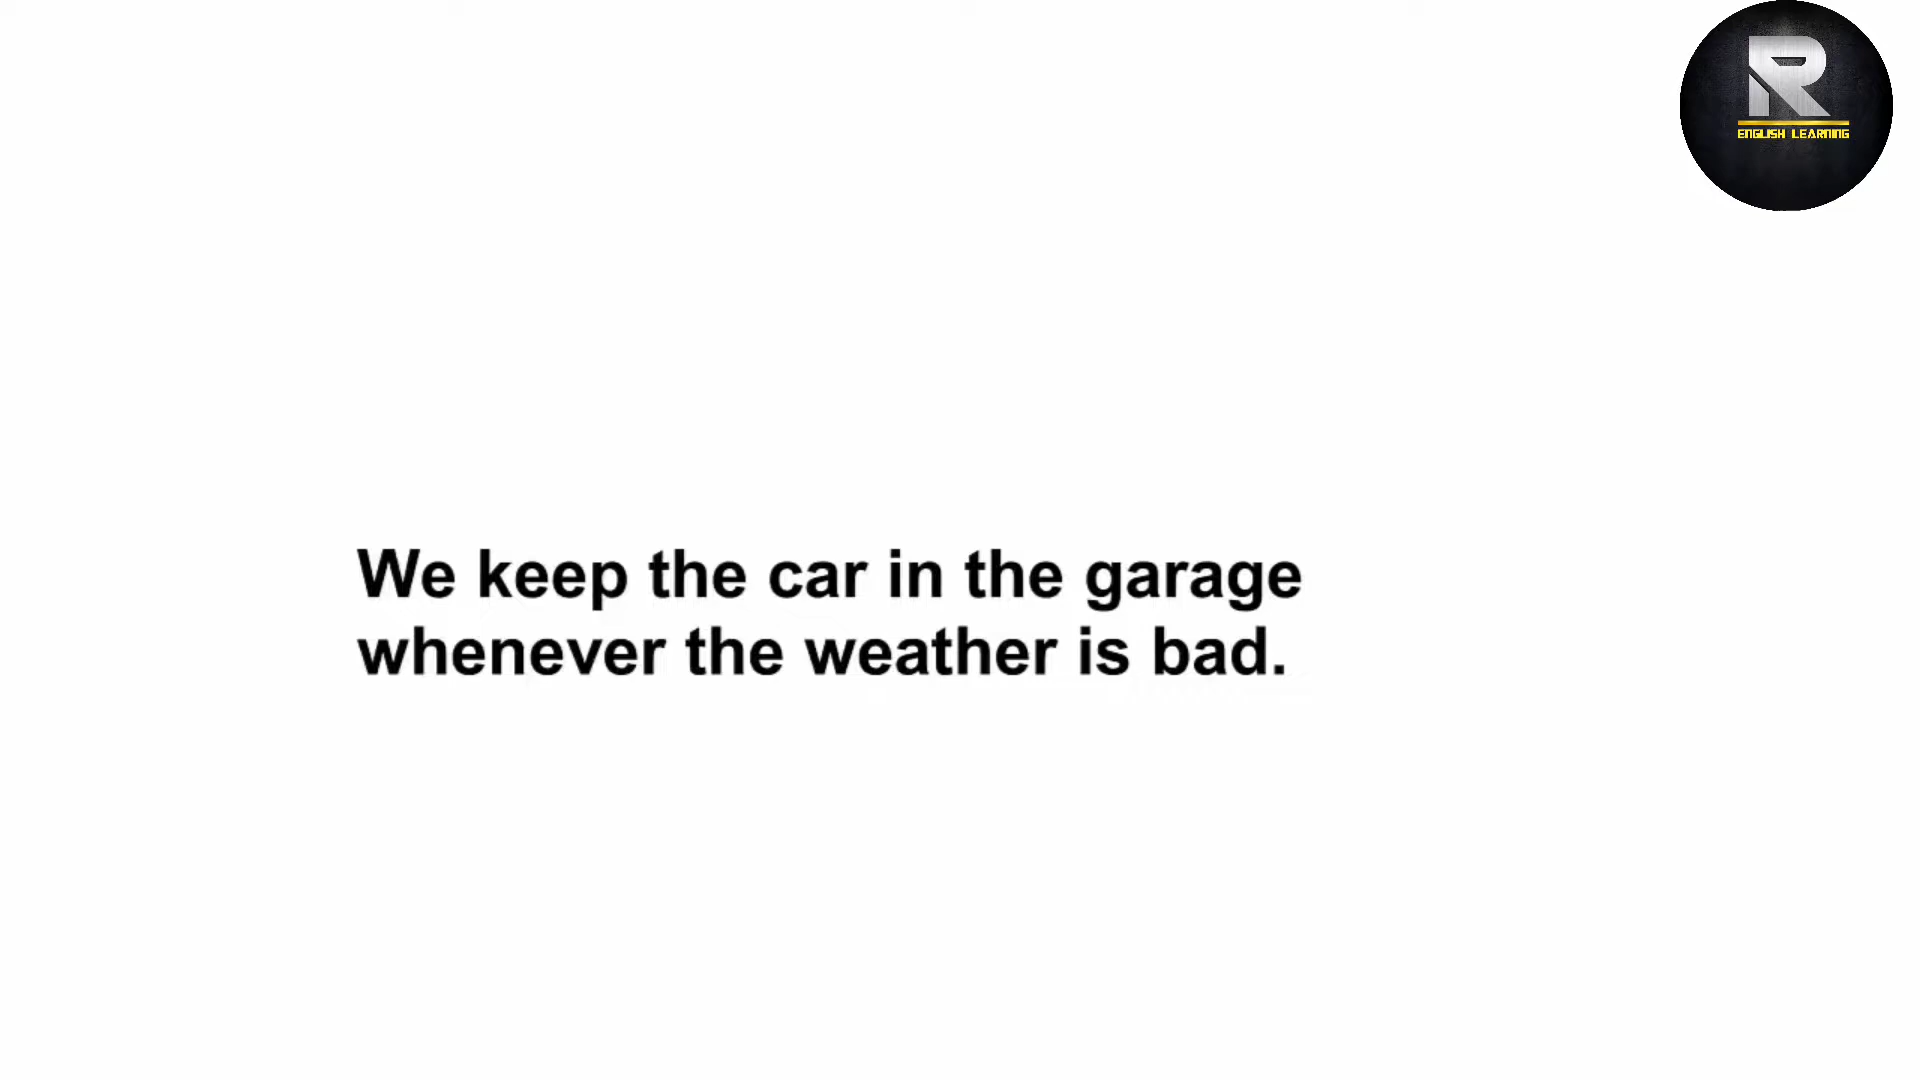 R
ENGLISH LEARNING
We keep the car in the garage
whenever the weather is bad.